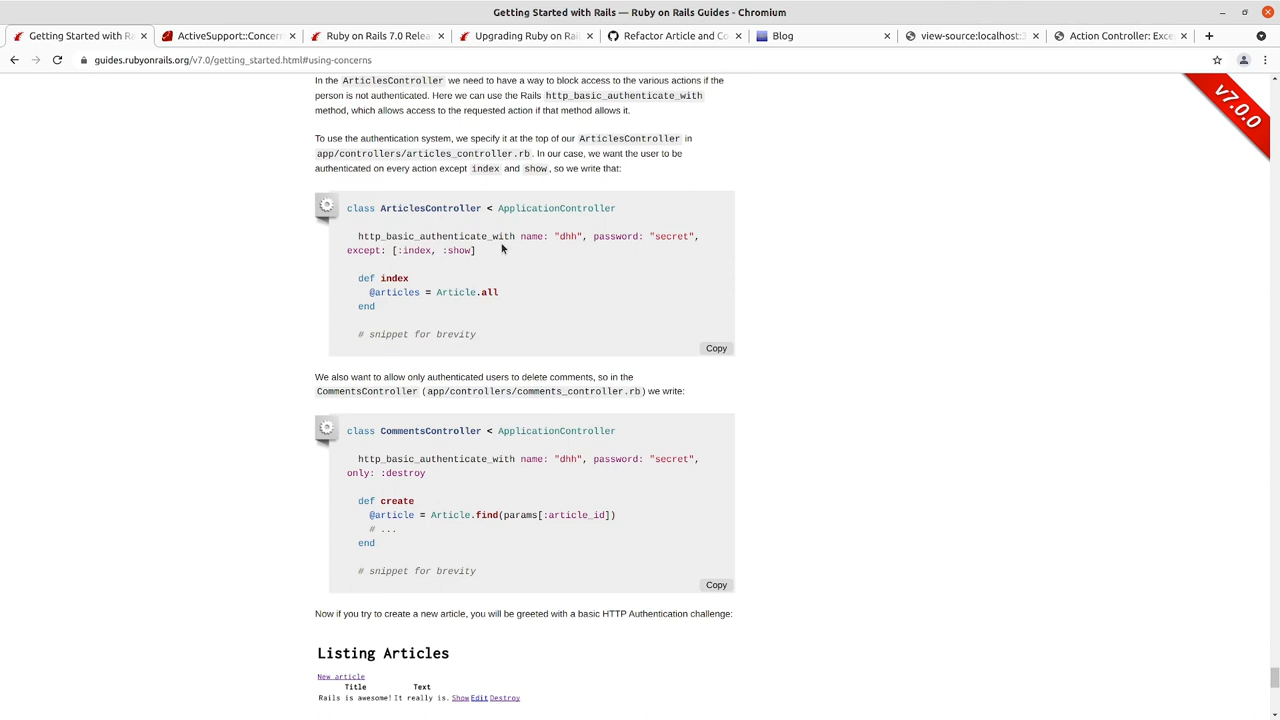 Getting Started with Rails — Ruby on Rails Guides - Chromium
Getting Started with Ra
ActiveSupport::Concern
Ruby on Rails 7.0 Relea
Upgrading Ruby on Rail
Refactor Article and Co
Blog
view-source:localhost:3
Action Controller: Exce
guides.rubyonrails.org/v7.0/getting_started.html#using-concerns
v7.0.0
In the ArticlesController we need to have a way to block access to the various actions if the
person is not authenticated. Here we can use the Rails http_basic_authenticate_with
method, which allows access to the requested action if that method allows it.
To use the authentication system, we specify it at the top of our ArticlesController in
app/controllers/articles_controller.rb. In our case, we want the user to be
authenticated on every action except index and show, so we write that:
class ArticlesController < ApplicationController
http_basic_authenticate_with name: "dhh", password: "secret",
except: [:index, :show]
def index
@articles = Article.all
end
# snippet for brevity
Copy
We also want to allow only authenticated users to delete comments, so in the
CommentsController (app/controllers/comments_controller.rb) we write:
class CommentsController < ApplicationController
http_basic_authenticate_with name: "dhh", password: "secret",
only: :destroy
def create
@article = Article.find(params[:article_id])
# ...
end
# snippet for brevity
Copy
Now if you try to create a new article, you will be greeted with a basic HTTP Authentication challenge:
Listing Articles
New article
Title Text
Rails is awesome! It really is. Show Edit Destroy